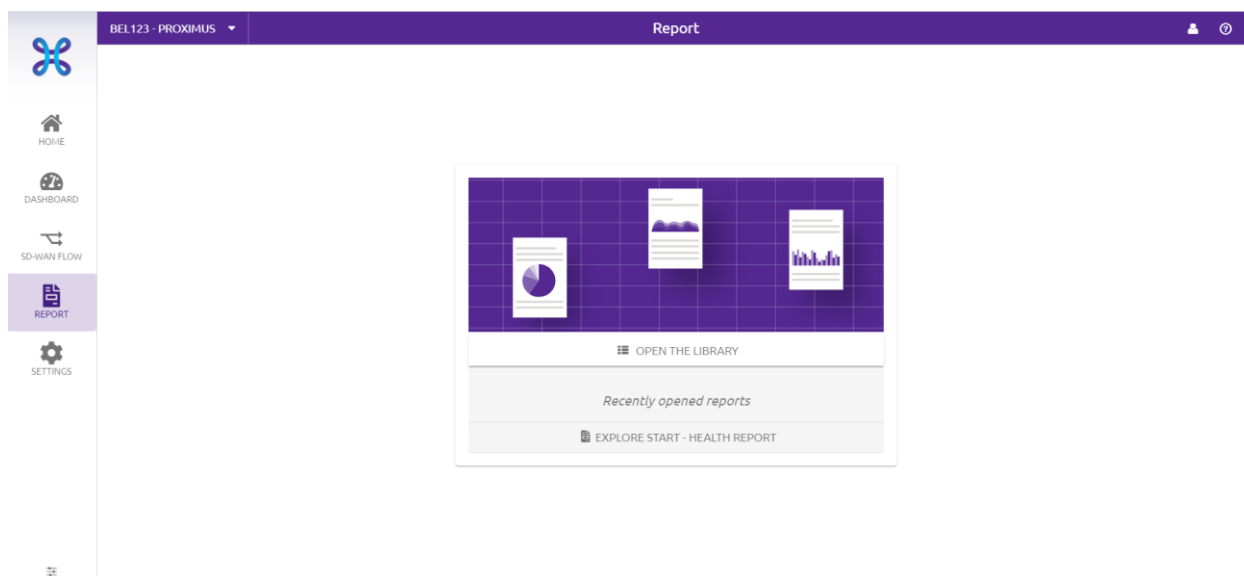 BEL123 - PROXIMUS
Report
HOME
DASHBOARD
SD-WAN FLOW
REPORT
SETTINGS
OPEN THE LIBRARY
Recently opened reports
EXPLORE START - HEALTH REPORT